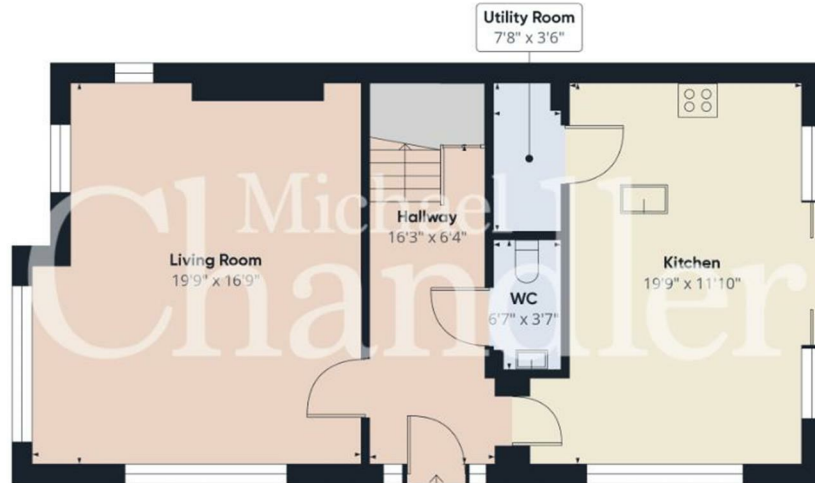 Utility Room
7'8" x 3'6"
Michael
Chandler
Hallway
16'3" x 6'4"
Living Room
19'9" x 16'9"
WC
6'7" x 3'7"
Kitchen
19'9" x 11'10"